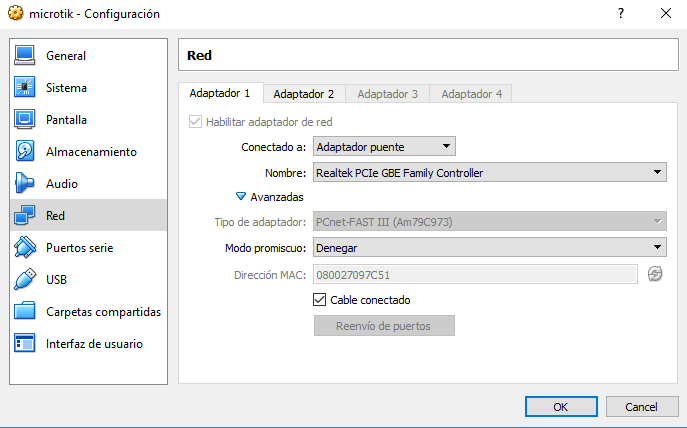 microtik - Configuración
?
General
Sistema
Pantalla
Almacenamiento
Audio
Red
Puertos serie
USB
Carpetas compartidas
Interfaz de usuario
Red
Adaptador 1 Adaptador 2 Adaptador 3 Adaptador 4
Habilitar adaptador de red
Conectado a: Adaptador puente
Nombre: Realtek PCIe GBE Family Controller
Avanzadas
Tipo de adaptador: PCnet-FAST III (Am79C973)
Modo promiscuo: Denegar
Dirección MAC: 080027097C51
Cable conectado
Reenvío de puertos
OK Cancel